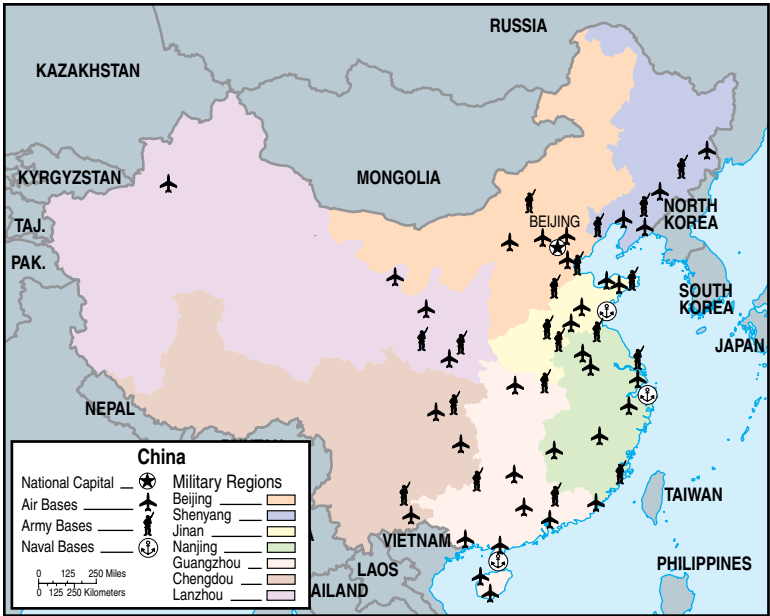 RUSSIA
KAZAKHSTAN
MONGOLIA
KYRGYZSTAN
TAJ.
PAK.
BEIJING
NORTH
KOREA
SOUTH
KOREA
JAPAN
NEPAL
TAIWAN
VIETNAM
LAOS
PHILIPPINES
AILAND
China
National Capital
Air Bases
Army Bases
Naval Bases
0 125 250 Miles
0 125 250 Kilometers
Military Regions
Beijing
Shenyang
Jinan
Nanjing
Guangzhou
Chengdu
Lanzhou